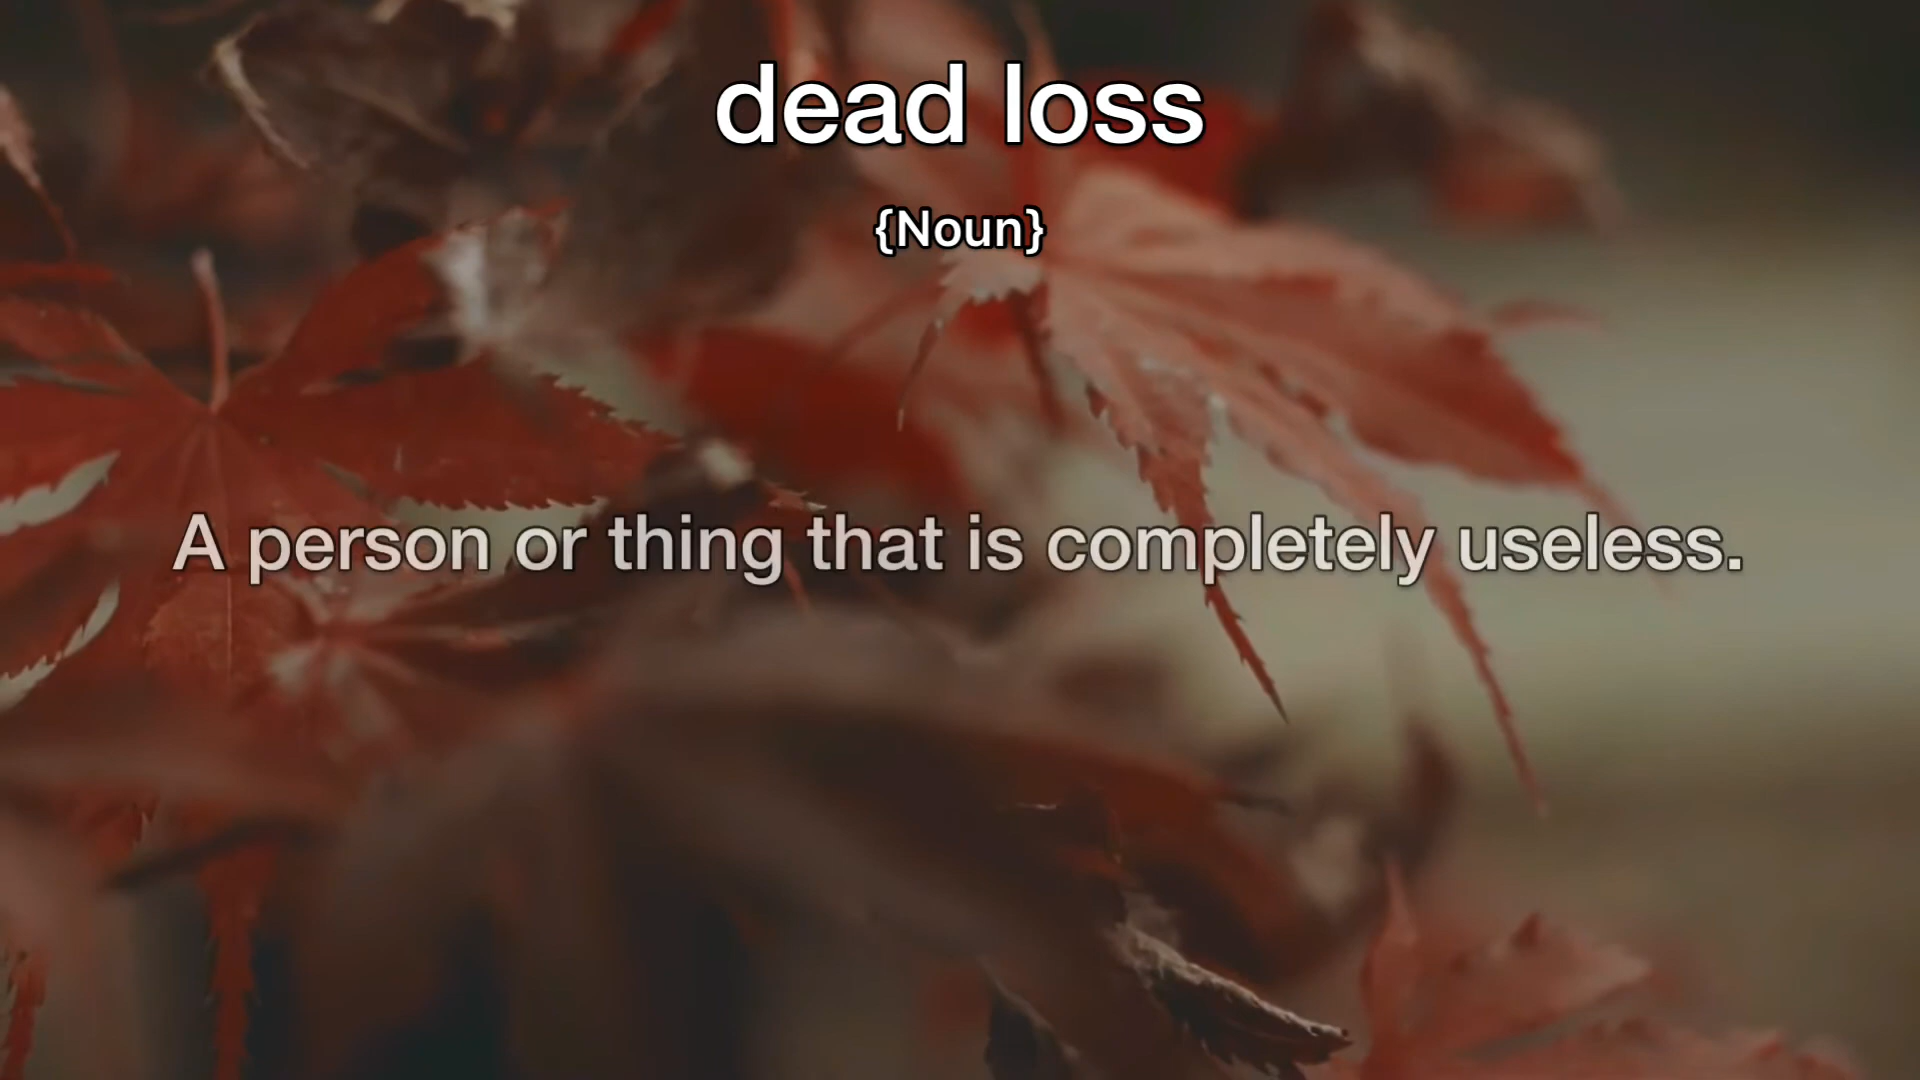 dead loss
{Noun}
A person or thing that is completely useless.